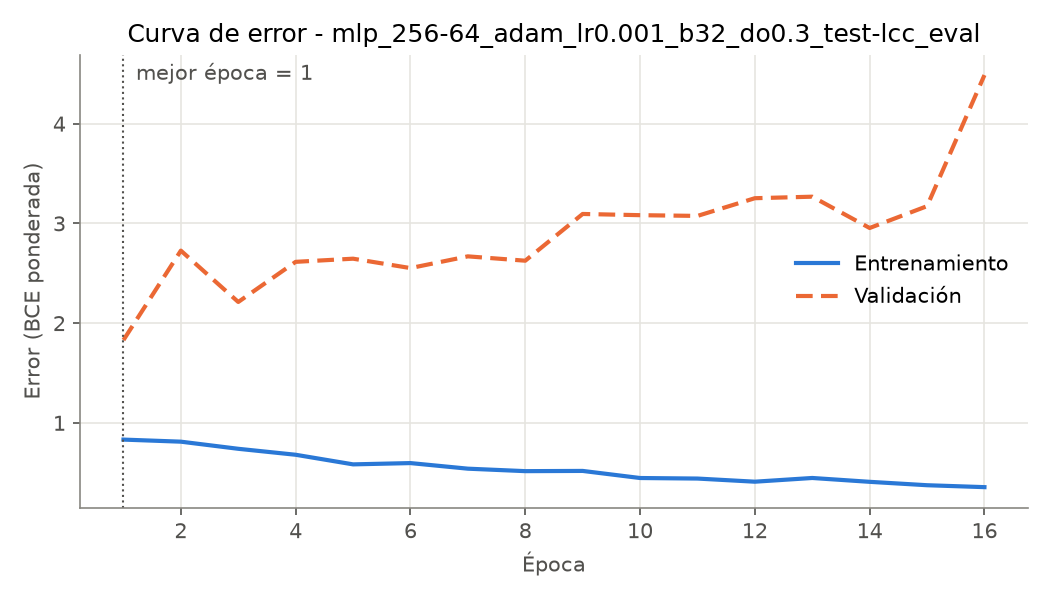 Curva de error - mlp_256-64_adam_lr0.001_b32_do0.3_test-lcc_eval
mejor época = 1
Error (BCE ponderada)
4
3
2
1
Entrenamiento
Validación
2 4 6 8 10 12 14 16
Época